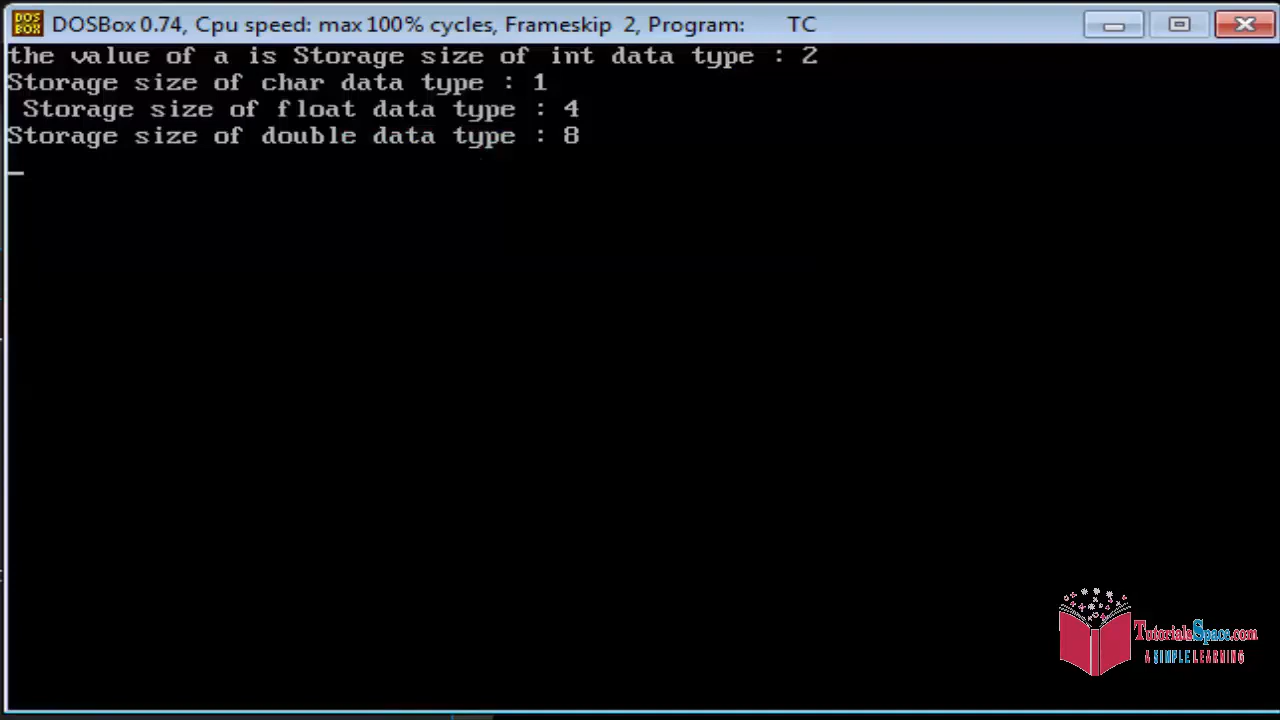 DOS BOX
DOSBox 0.74, Cpu speed: max 100% cycles, Frameskip 2, Program: TC
the value of a is Storage size of int data type : 2
Storage size of char data type : 1
Storage size of float data type : 4
Storage size of double data type : 8
TutorialsSpace.com
A SIMPLE LEARNING